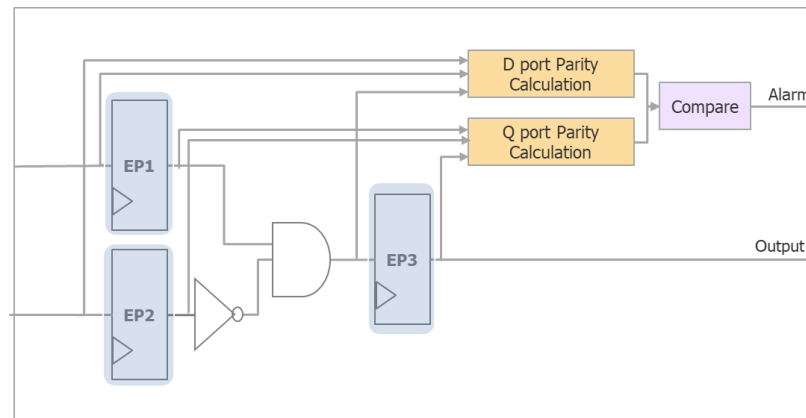 D port Parity
Calculation
Alarm
Compare
Q port Parity
Calculation
EP1
Output
EP3
EP2